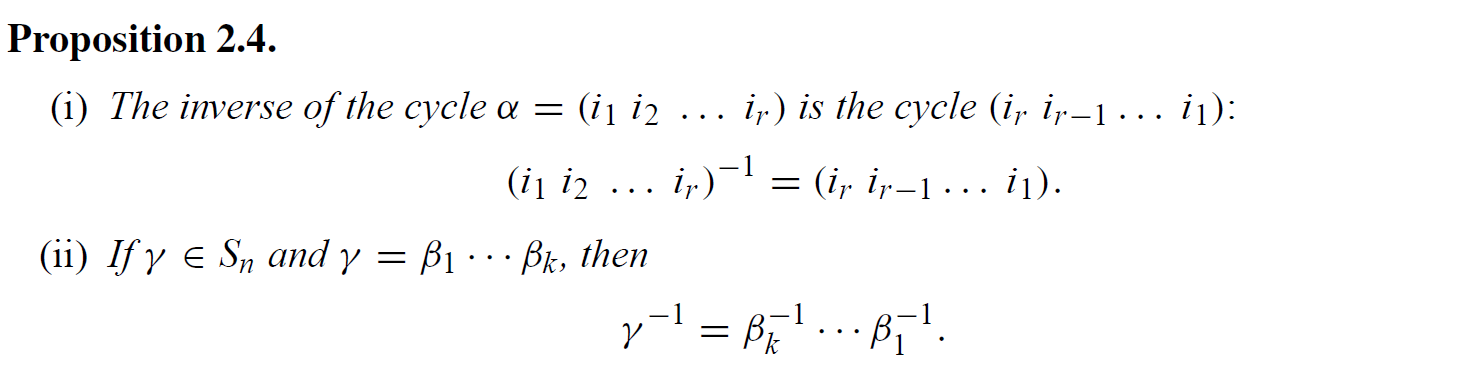 Proposition 2.4.
(i) The inverse of the cycle α = (i₁ i₂ ... iᵣ) is the cycle (iᵣ iᵣ₋₁ ... i₁):
(i₁ i₂ ... iᵣ)⁻¹ = (iᵣ iᵣ₋₁ ... i₁).
(ii) If γ ∈ Sₙ and γ = β₁ ··· βₖ, then
γ⁻¹ = βₖ⁻¹ ··· β₁⁻¹.